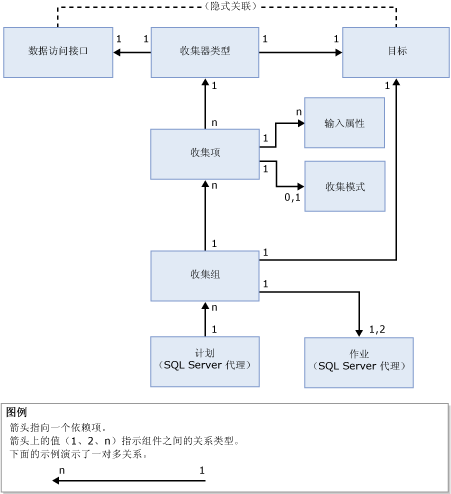 （隐式关联）
数据访问接口
1
1
收集器类型
1
1
目标
1
n
1
收集项
1
n
输入属性
1
0,1
收集模式
n
1
1
收集组
1
1
n
1
1,2
计划
（SQL Server 代理）
作业
（SQL Server 代理）
图例
箭头指向一个依赖项。
箭头上的值（1、2、n）指示组件之间的关系类型。
下面的示例演示了一对多关系。
n
1